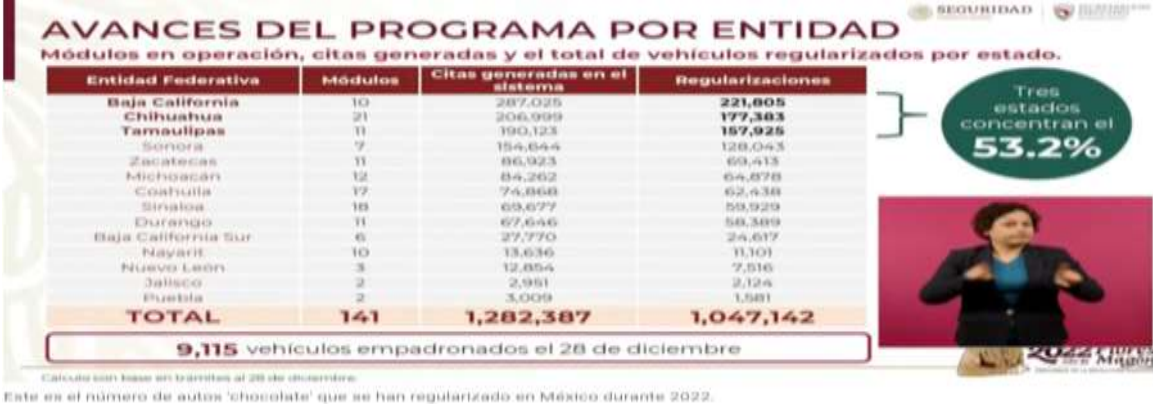 SEGURIDAD
AVANCES DEL PROGRAMA POR ENTIDAD
Módulos en operación, citas generadas y el total de vehículos regularizados por estado.
Entidad Federativa Módulos Citas generadas en el sistema Regularizaciones
Baja California 10 287,025 221,805
Chihuahua 21 206,999 177,383
Tamaulipas 11 190,123 157,925
Sonora 7 154,644 128,043
Zacatecas 11 86,923 69,413
Michoacán 12 84,262 64,878
Coahuila 17 74,868 62,438
Sinaloa 18 69,677 59,929
Durango 11 67,646 58,389
Baja California Sur 6 27,770 24,617
Nayarit 10 13,636 11,101
Nuevo León 3 12,854 7,516
Jalisco 2 2,951 2,124
Puebla 2 3,009 1,581
TOTAL 141 1,282,387 1,047,142
Tres
estados
concentran el
53.2%
9,115 vehículos empadronados el 28 de diciembre
2022 Flores
Magón
Cálculo con base en trámites al 28 de diciembre.
Este es el número de autos 'chocolate' que se han regularizado en México durante 2022.